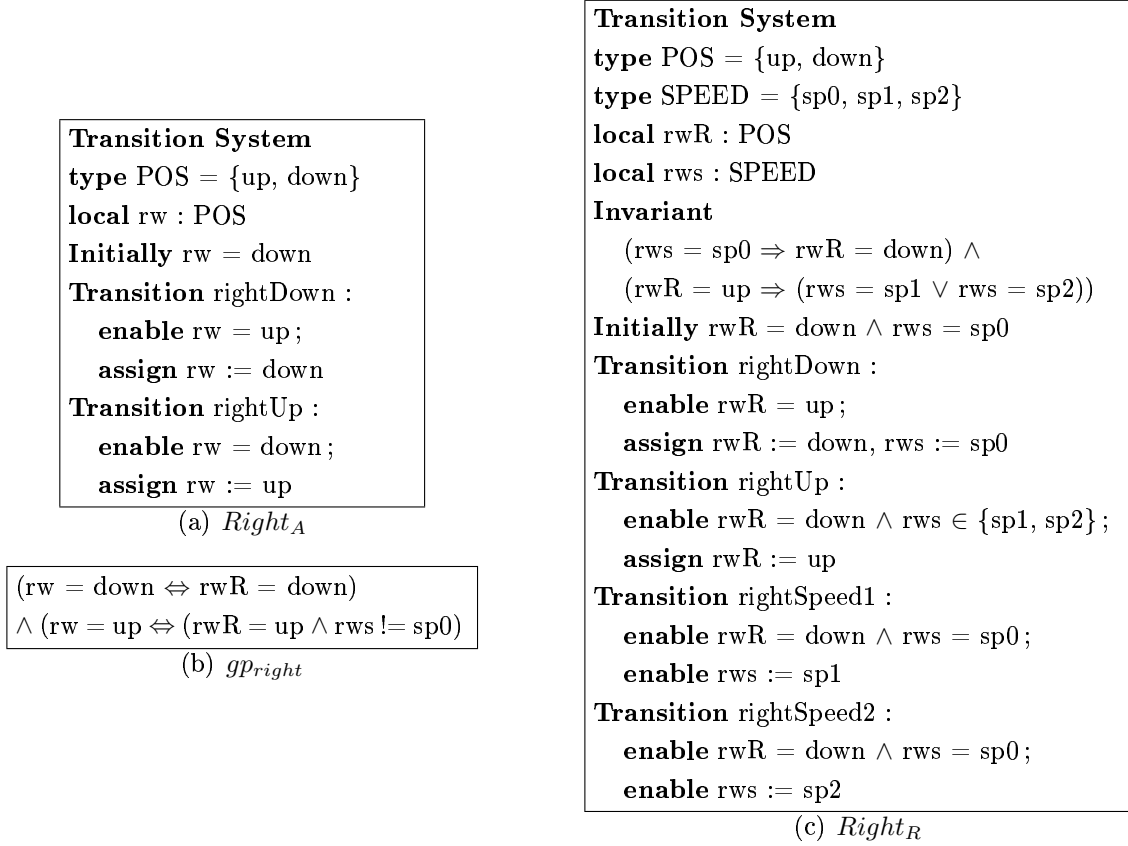 Transition System
type POS = {up, down}
local rw : POS
Initially rw = down
Transition rightDown :
enable rw = up ;
assign rw := down
Transition rightUp :
enable rw = down ;
assign rw := up
(a) Right_A
(rw = down ⇔ rwR = down)
∧ (rw = up ⇔ (rwR = up ∧ rws != sp0)
(b) gp_right
Transition System
type POS = {up, down}
type SPEED = {sp0, sp1, sp2}
local rwR : POS
local rws : SPEED
Invariant
(rws = sp0 ⇒ rwR = down) ∧
(rwR = up ⇒ (rws = sp1 ∨ rws = sp2))
Initially rwR = down ∧ rws = sp0
Transition rightDown :
enable rwR = up ;
assign rwR := down, rws := sp0
Transition rightUp :
enable rwR = down ∧ rws ∈ {sp1, sp2} ;
assign rwR := up
Transition rightSpeed1 :
enable rwR = down ∧ rws = sp0 ;
enable rws := sp1
Transition rightSpeed2 :
enable rwR = down ∧ rws = sp0 ;
enable rws := sp2
(c) Right_R